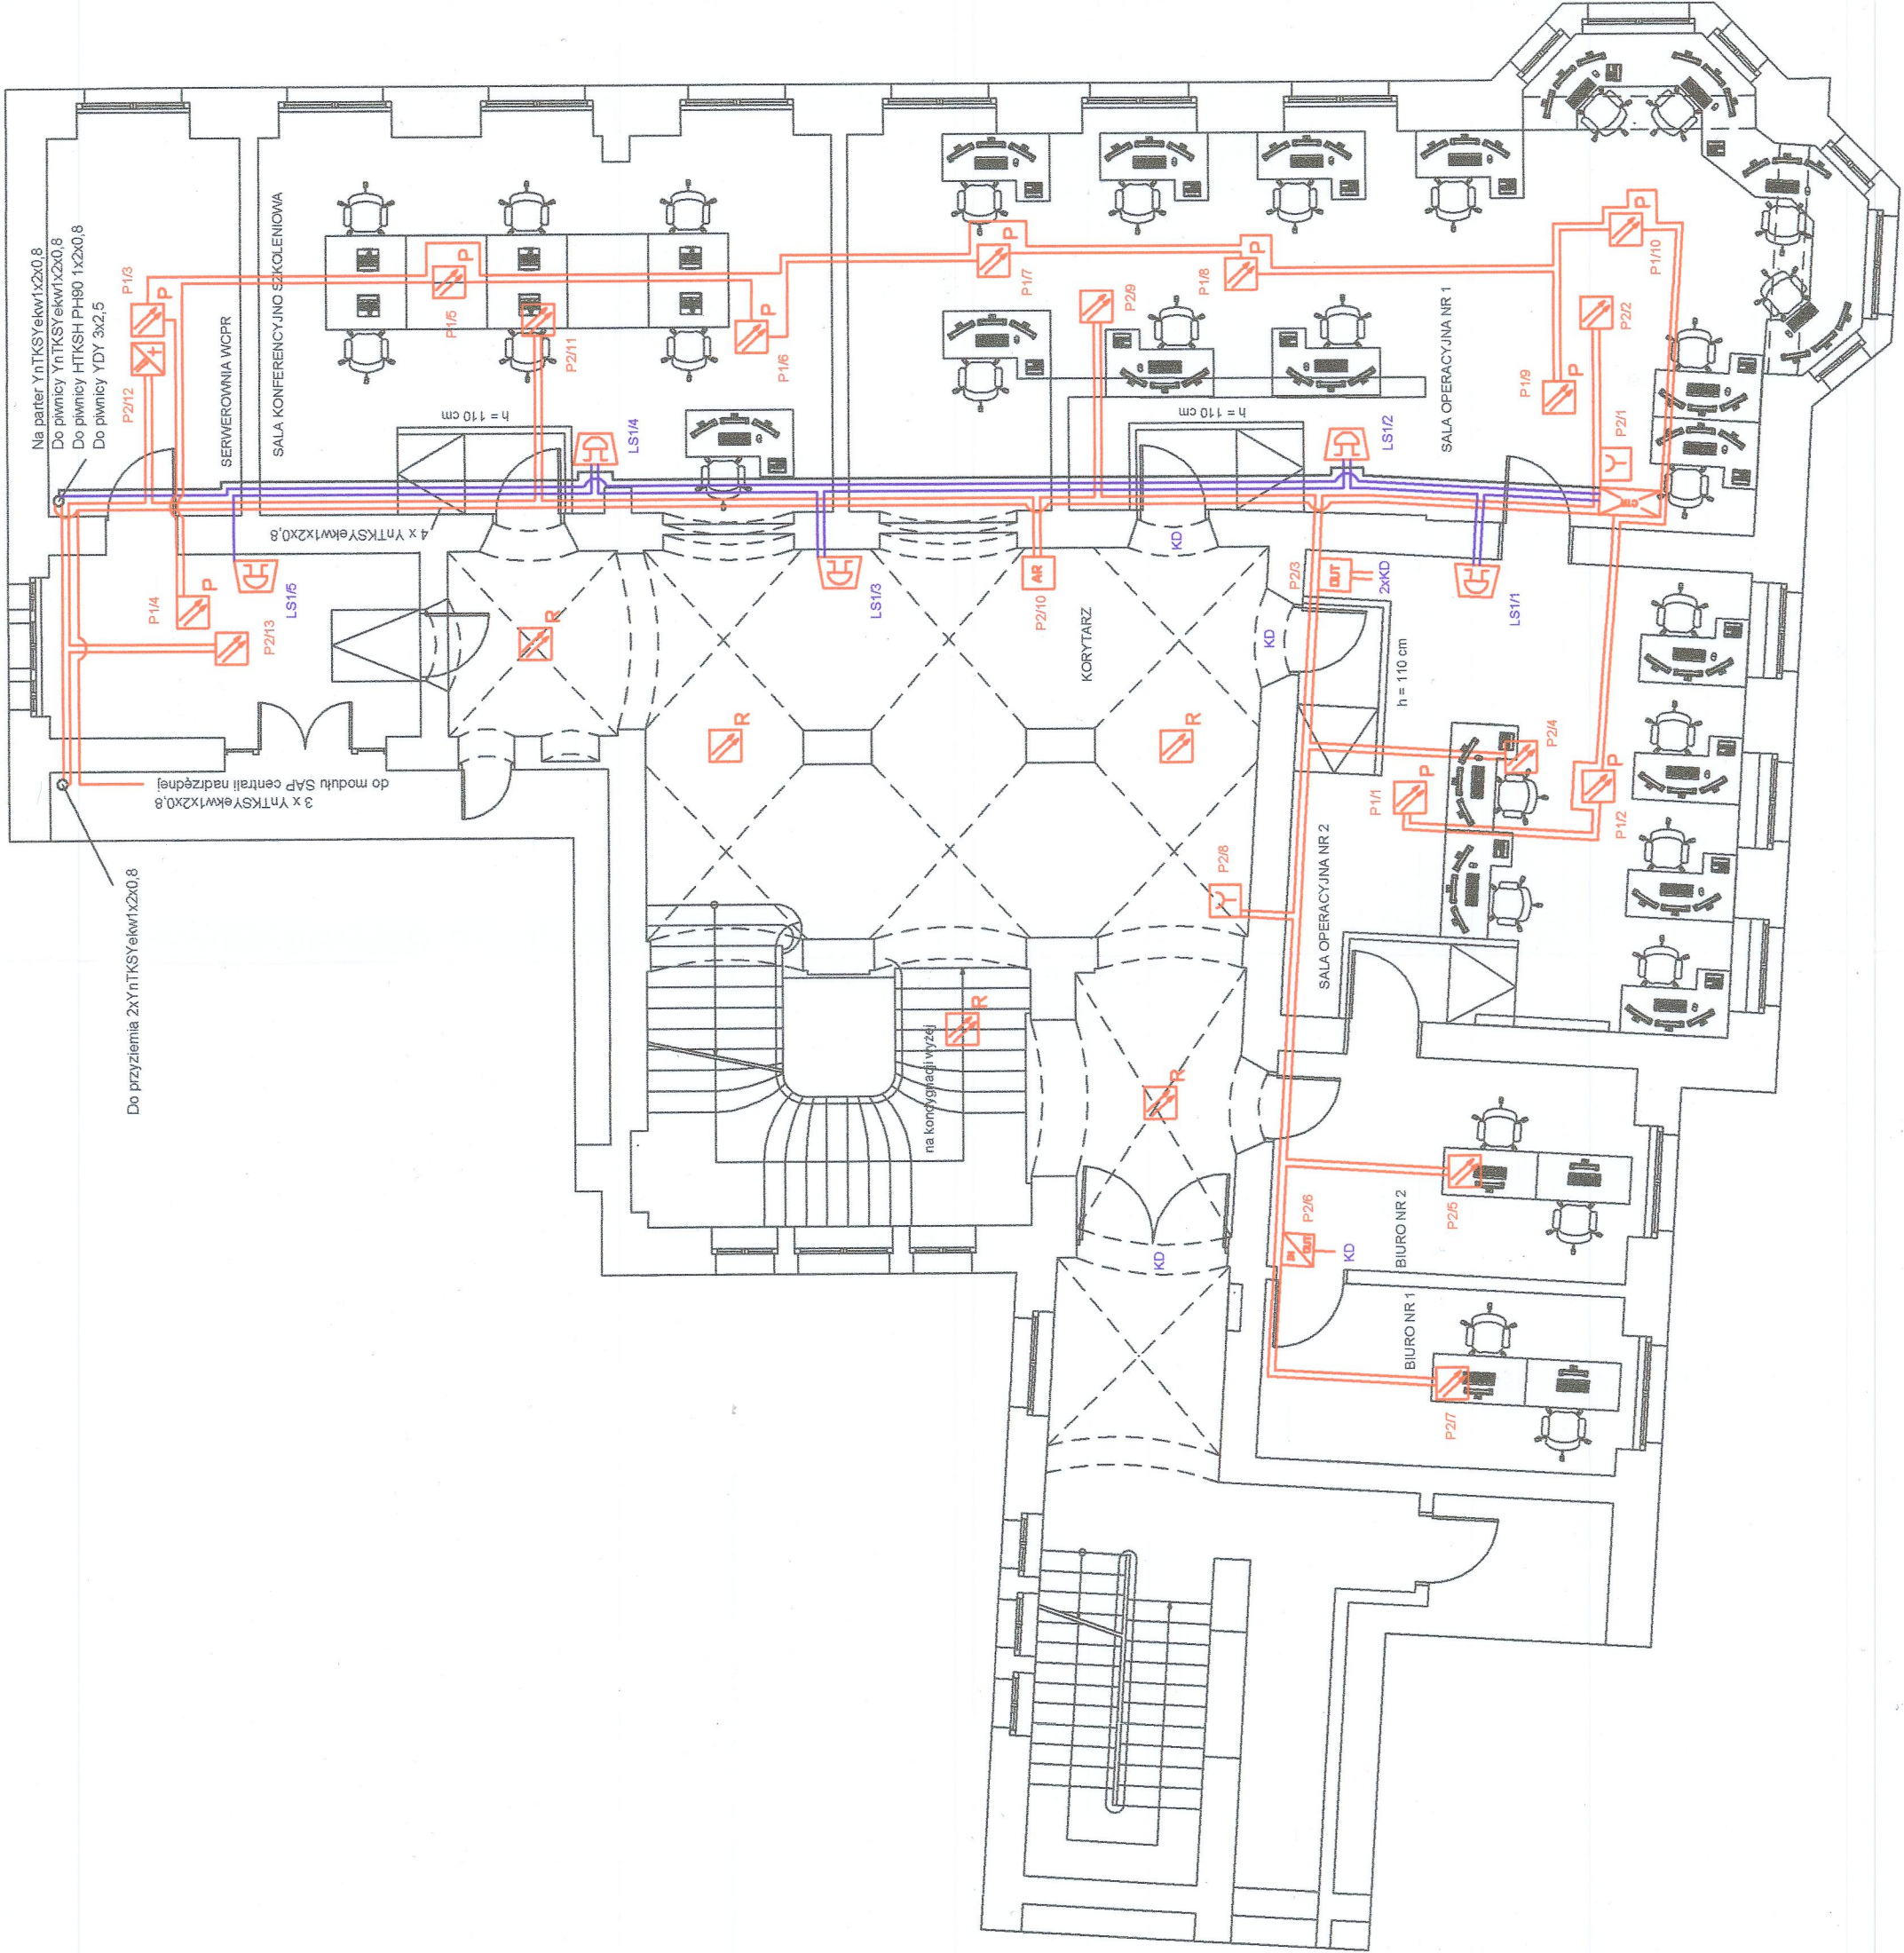 Na parter YnTKSYekw1x2x0,8
Do piwnicy YnTKSYekw1x2x0,8
Do piwnicy HTKSH PH90 1x2x0,8
Do piwnicy YDY 3x2,5
P1/3
P
P2/12
SERWEROWNIA WCPR
SALA KONFERENCYJNO SZKOLENIOWA
P1/5
P
P2/11
P1/6
P
h = 110 cm
LS1/4
4 x YnTKSYekw1x2x0,8
P1/7
P
P2/9
P1/8
P
h = 110 cm
LS1/2
SALA OPERACYJNA NR 1
P1/9
P
P1/10
P
P2/2
P2/1
P1/4
P
P2/13
LS1/5
R
LS1/3
AR
P2/10
KORYTARZ
KD
KD
P2/3
OUT
2xKD
LS1/1
h = 110 cm
R
R
3 x YnTKSYekw1x2x0,8
do modułu SAP centrali nadrzędnej
Do przyziemia 2xYnTKSYekw1x2x0,8
P2/4
P1/1
P
P1/2
P
P2/8
SALA OPERACYJNA NR 2
na kondygnacji wyżej
R
R
KD
P2/6
IN
OUT
KD
P2/5
BIURO NR 2
BIURO NR 1
P2/7